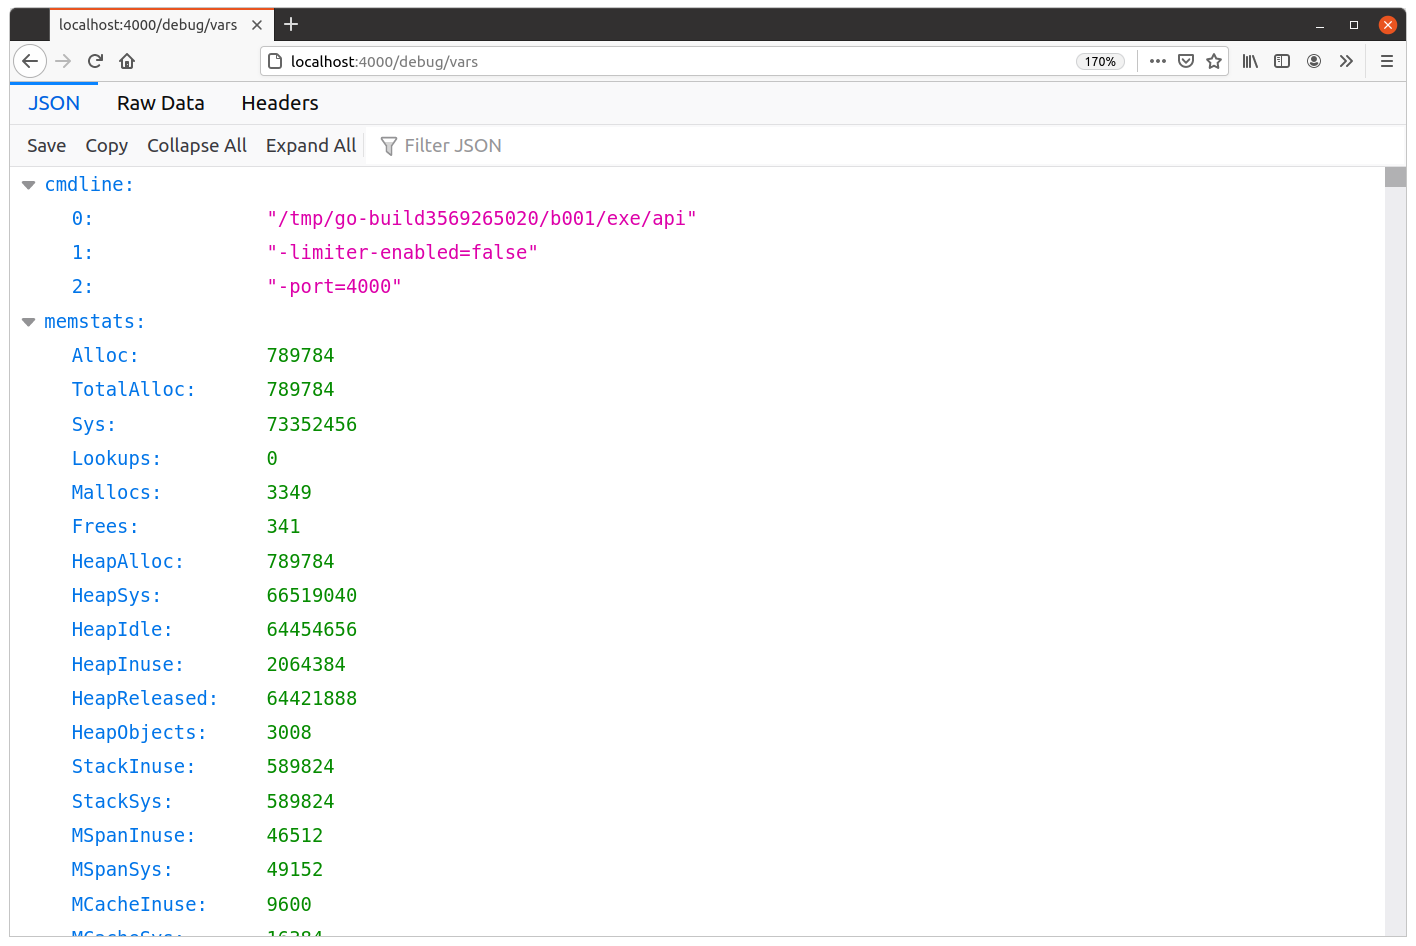 localhost:4000/debug/vars
localhost:4000/debug/vars 170%
JSON Raw Data Headers
Save Copy Collapse All Expand All Filter JSON
cmdline:
0: "/tmp/go-build3569265020/b001/exe/api"
1: "-limiter-enabled=false"
2: "-port=4000"
memstats:
Alloc: 789784
TotalAlloc: 789784
Sys: 73352456
Lookups: 0
Mallocs: 3349
Frees: 341
HeapAlloc: 789784
HeapSys: 66519040
HeapIdle: 64454656
HeapInuse: 2064384
HeapReleased: 64421888
HeapObjects: 3008
StackInuse: 589824
StackSys: 589824
MSpanInuse: 46512
MSpanSys: 49152
MCacheInuse: 9600
MCacheSys: 16384